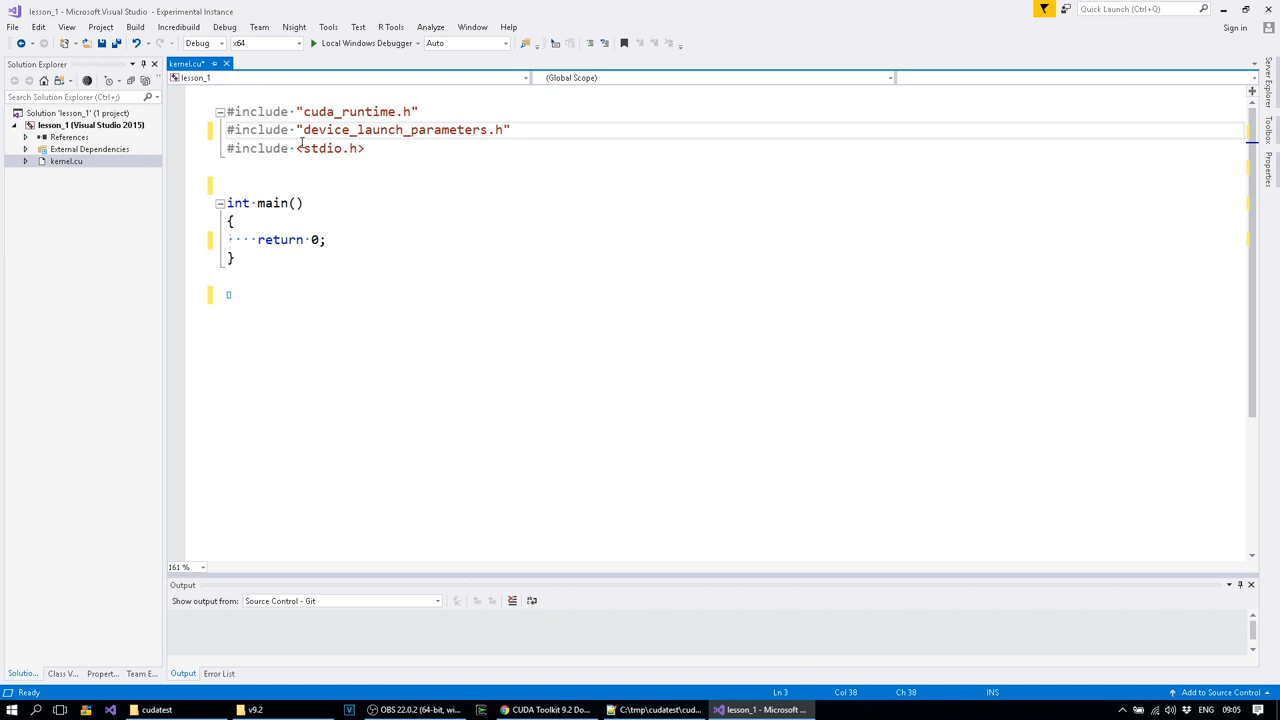 lesson_1 - Microsoft Visual Studio - Experimental Instance
Quick Launch (Ctrl+Q)
File Edit View Project Build Incredibuild Debug Team Nsight Tools Test R Tools Analyze Window Help
Sign in
Debug x64 Local Windows Debugger Auto
Solution Explorer
kernel.cu*
lesson_1
(Global Scope)
Search Solution Explorer (Ctrl+;)
Solution 'lesson_1' (1 project)
lesson_1 (Visual Studio 2015)
References
External Dependencies
kernel.cu
#include "cuda_runtime.h"
#include "device_launch_parameters.h"
#include <stdio.h>
int main()
{
return 0;
}
Server Explorer
Toolbox
Properties
161 %
Output
Show output from: Source Control - Git
Solutio... Class V... Propert... Team E...
Output Error List
Ready
Ln 3 Col 38 Ch 38 INS
Add to Source Control
cudatest
v9.2
OBS 22.0.2 (64-bit, wi...
CUDA Toolkit 9.2 Do...
C:\tmp\cudatest\cud...
lesson_1 - Microsoft ...
ENG 09:05